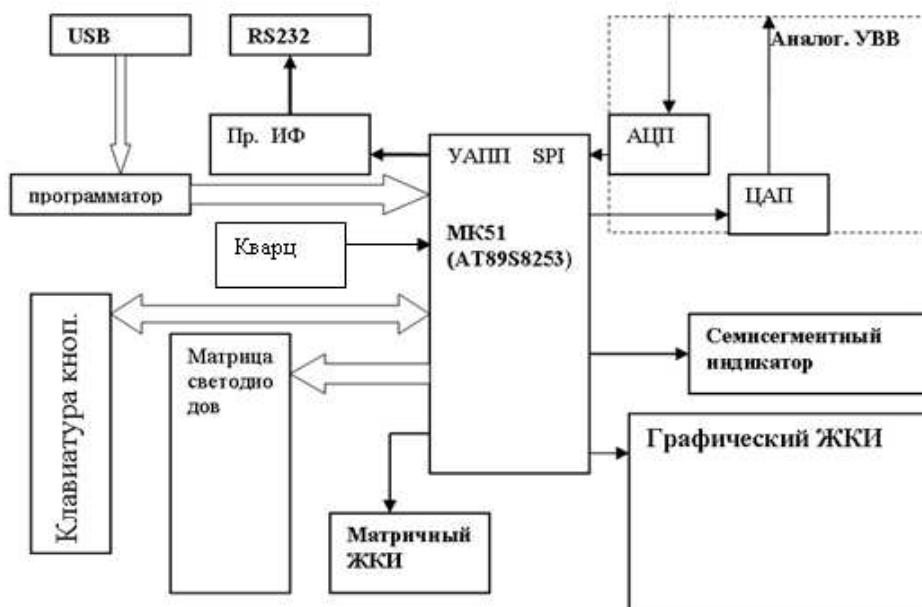 USB
RS232
Аналог. УВВ
Пр. ИФ
УАПП SPI
АЦП
программатор
ЦАП
МК51
(AT89S8253)
Кварц
Клавиатура кноп.
Матрица
светодио
дов
Семисегментный
индикатор
Графический ЖКИ
Матричный
ЖКИ